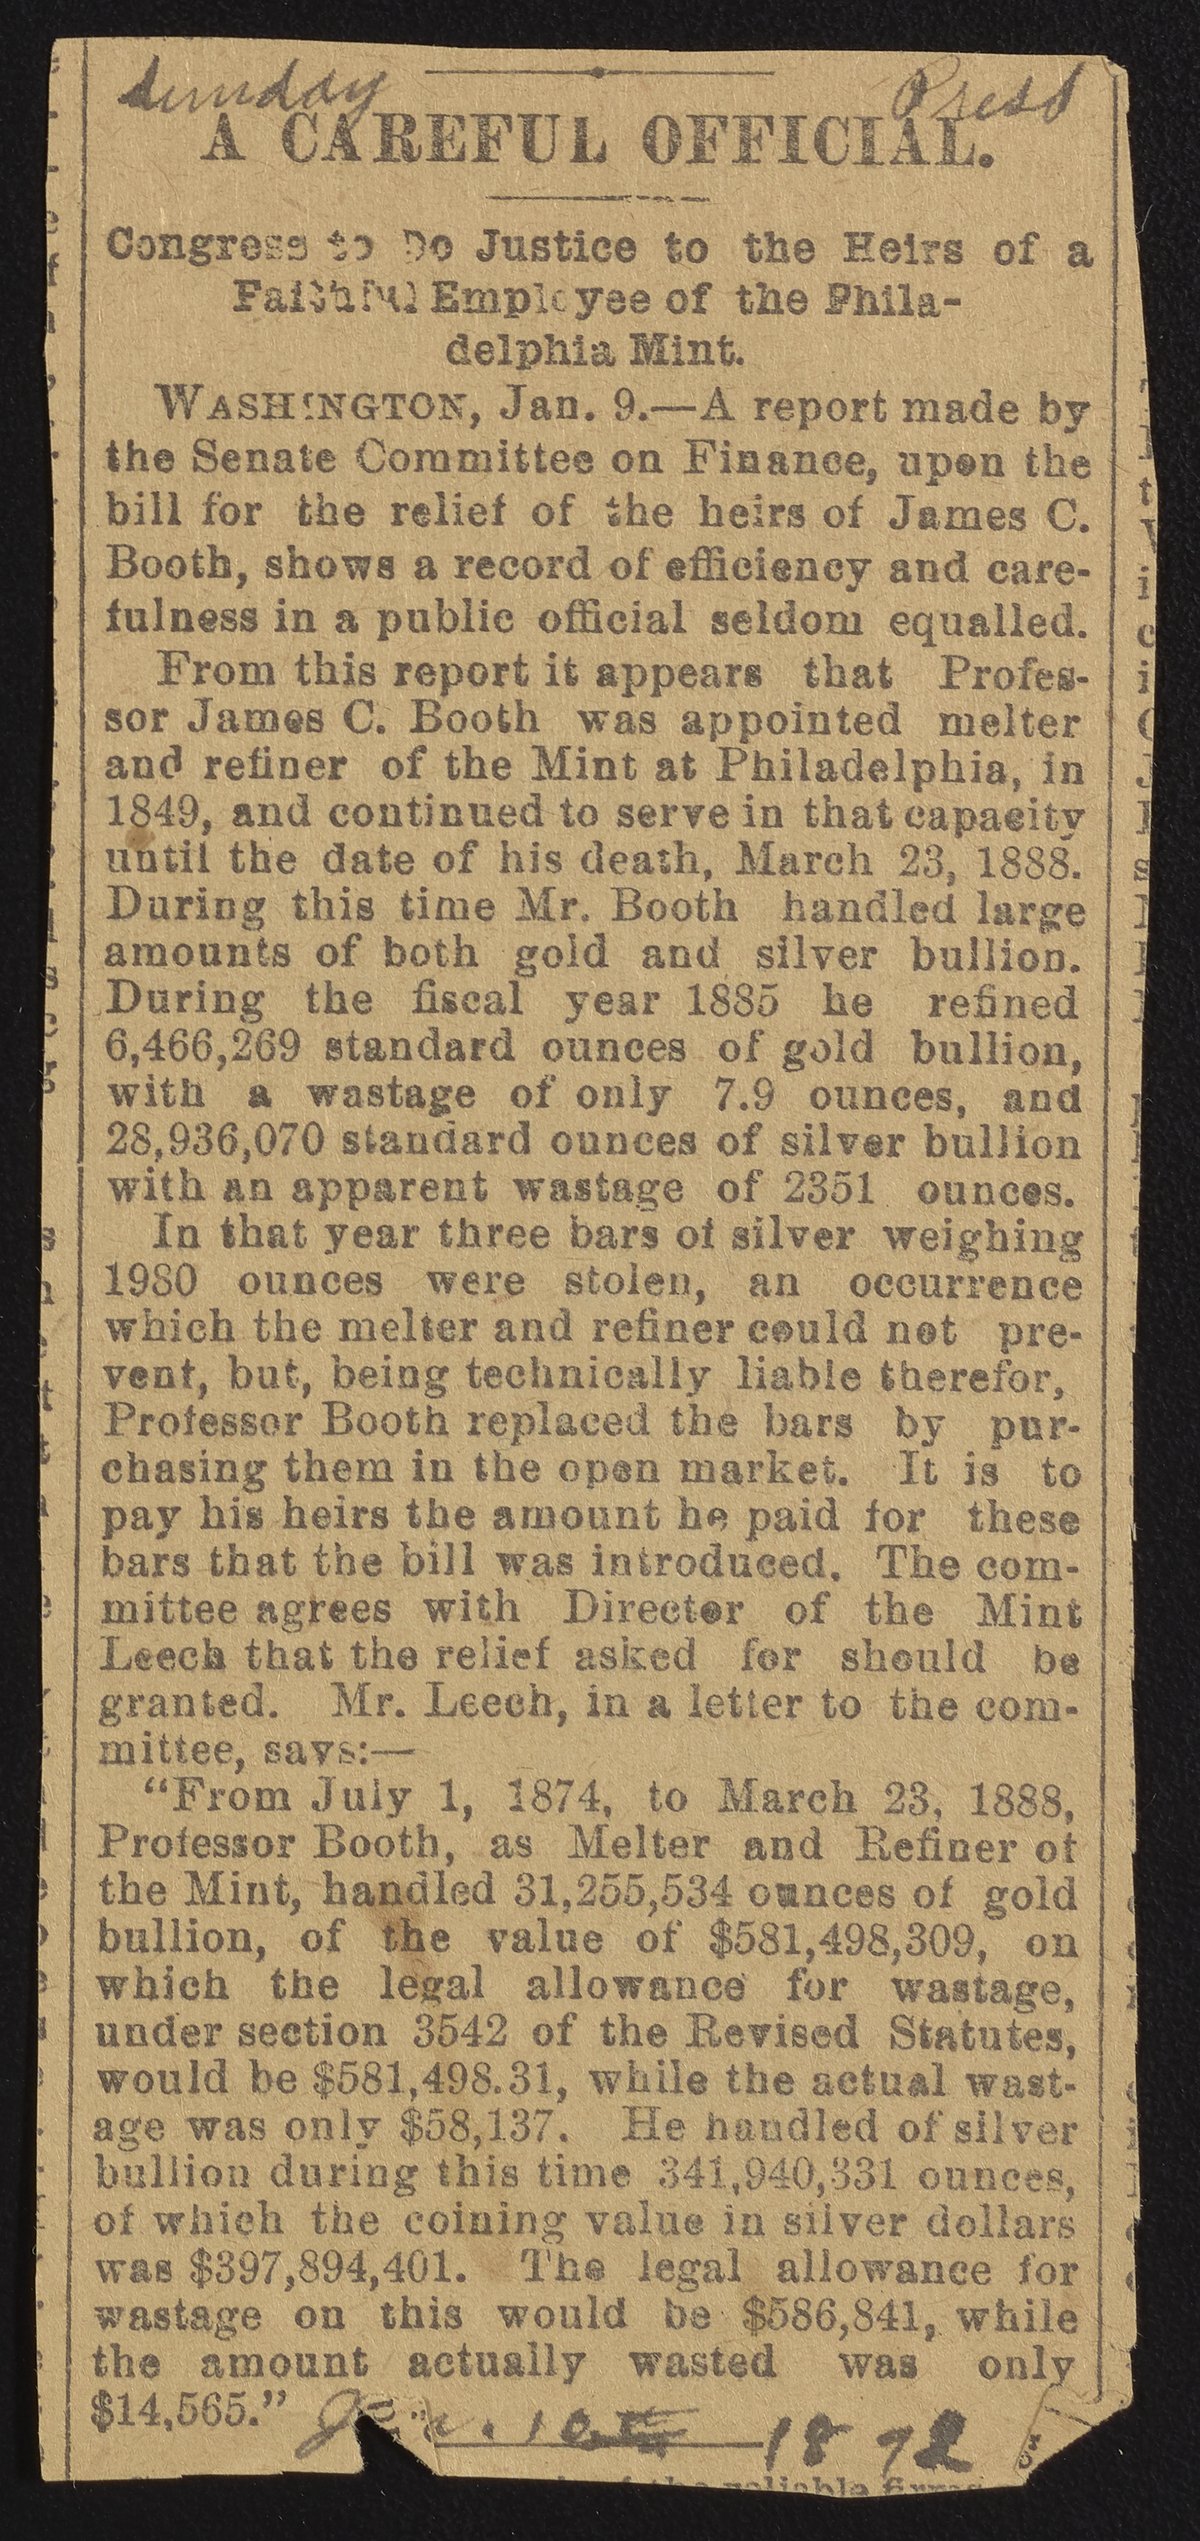 Sunday Press
A CAREFUL OFFICIAL.
Congress to Do Justice to the Heirs of a
Faithful Employee of the Phila-
delphia Mint.
WASHINGTON, Jan. 9.—A report made by
the Senate Committee on Finance, upon the
bill for the relief of the heirs of James C.
Booth, shows a record of efficiency and care-
fulness in a public official seldom equalled.
From this report it appears that Profes-
sor James C. Booth was appointed melter
and refiner of the Mint at Philadelphia, in
1849, and continued to serve in that capacity
until the date of his death, March 23, 1888.
During this time Mr. Booth handled large
amounts of both gold and silver bullion.
During the fiscal year 1885 he refined
6,466,269 standard ounces of gold bullion,
with a wastage of only 7.9 ounces, and
28,936,070 standard ounces of silver bullion
with an apparent wastage of 2351 ounces.
In that year three bars of silver weighing
1980 ounces were stolen, an occurrence
which the melter and refiner could not pre-
vent, but, being technically liable therefor,
Professor Booth replaced the bars by pur-
chasing them in the open market. It is to
pay his heirs the amount he paid for these
bars that the bill was introduced. The com-
mittee agrees with Director of the Mint
Leech that the relief asked for should be
granted. Mr. Leech, in a letter to the com-
mittee, says:—
"From July 1, 1874, to March 23, 1888,
Professor Booth, as Melter and Refiner of
the Mint, handled 31,255,534 ounces of gold
bullion, of the value of $581,498,309, on
which the legal allowance for wastage,
under section 3542 of the Revised Statutes,
would be $581,498.31, while the actual wast-
age was only $58,137. He handled of silver
bullion during this time 341,940,331 ounces,
of which the coining value in silver dollars
was $397,894,401. The legal allowance for
wastage on this would be $586,841, while
the amount actually wasted was only
$14,565."
Jan. 10th 1892
of the reliable firms